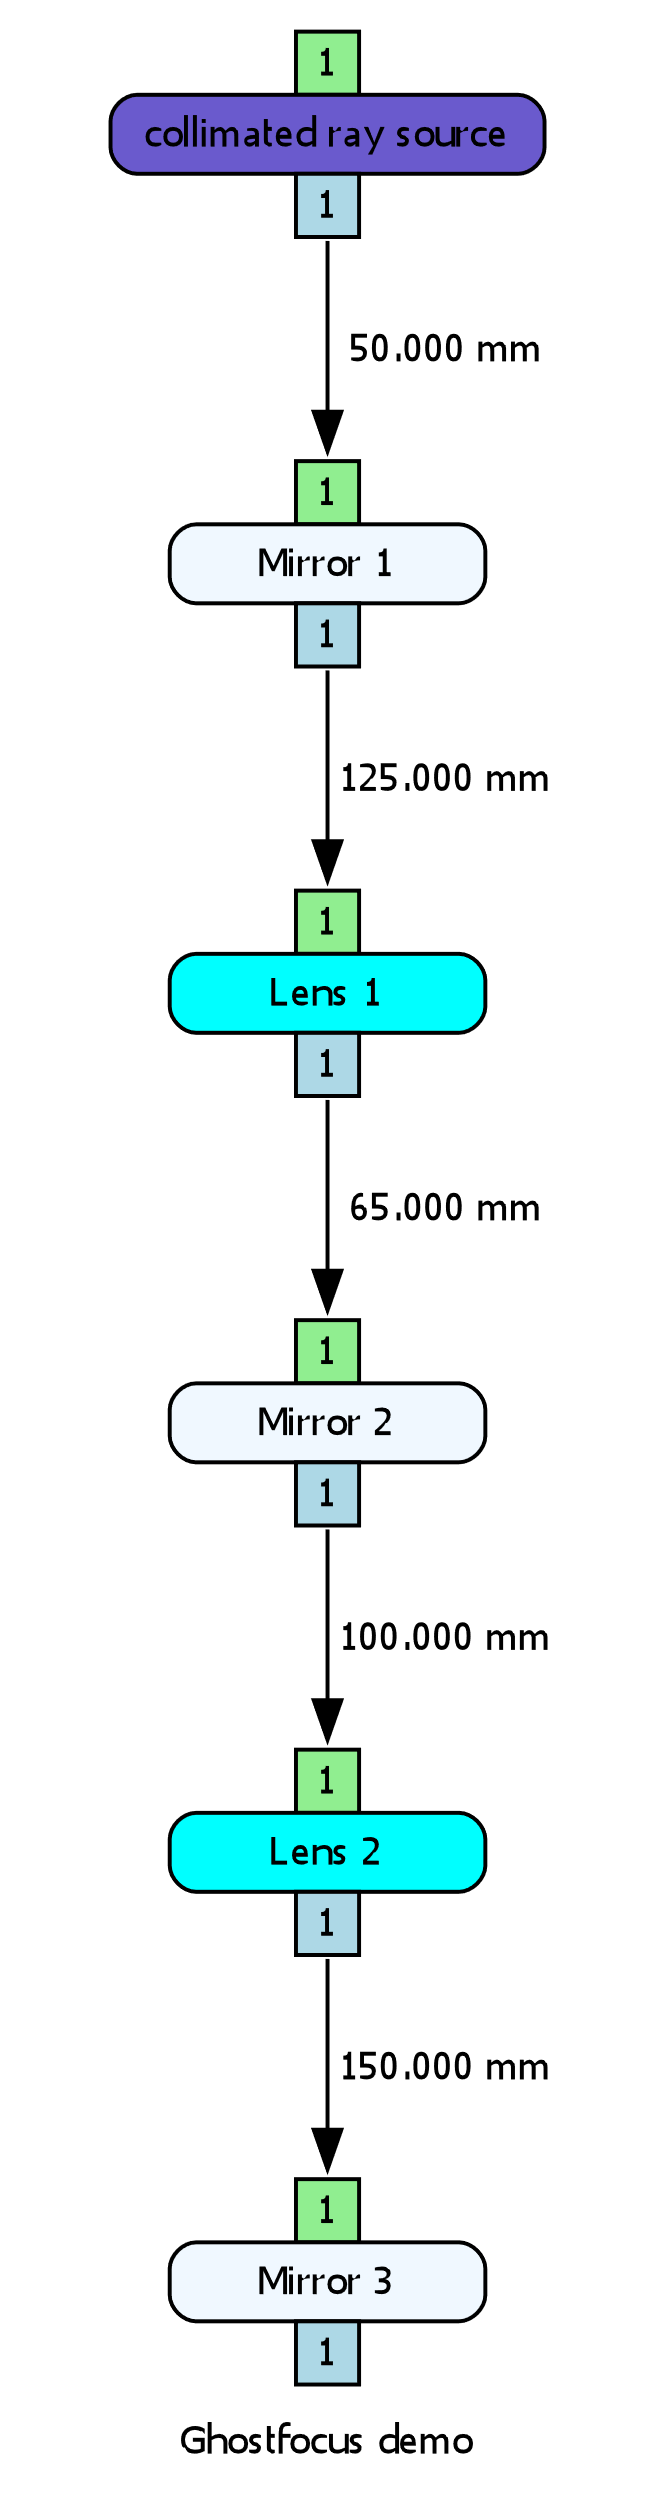 1
collimated ray source
1
50.000 mm
1
Mirror 1
1
125.000 mm
1
Lens 1
1
65.000 mm
1
Mirror 2
1
100.000 mm
1
Lens 2
1
150.000 mm
1
Mirror 3
1
Ghostfocus demo